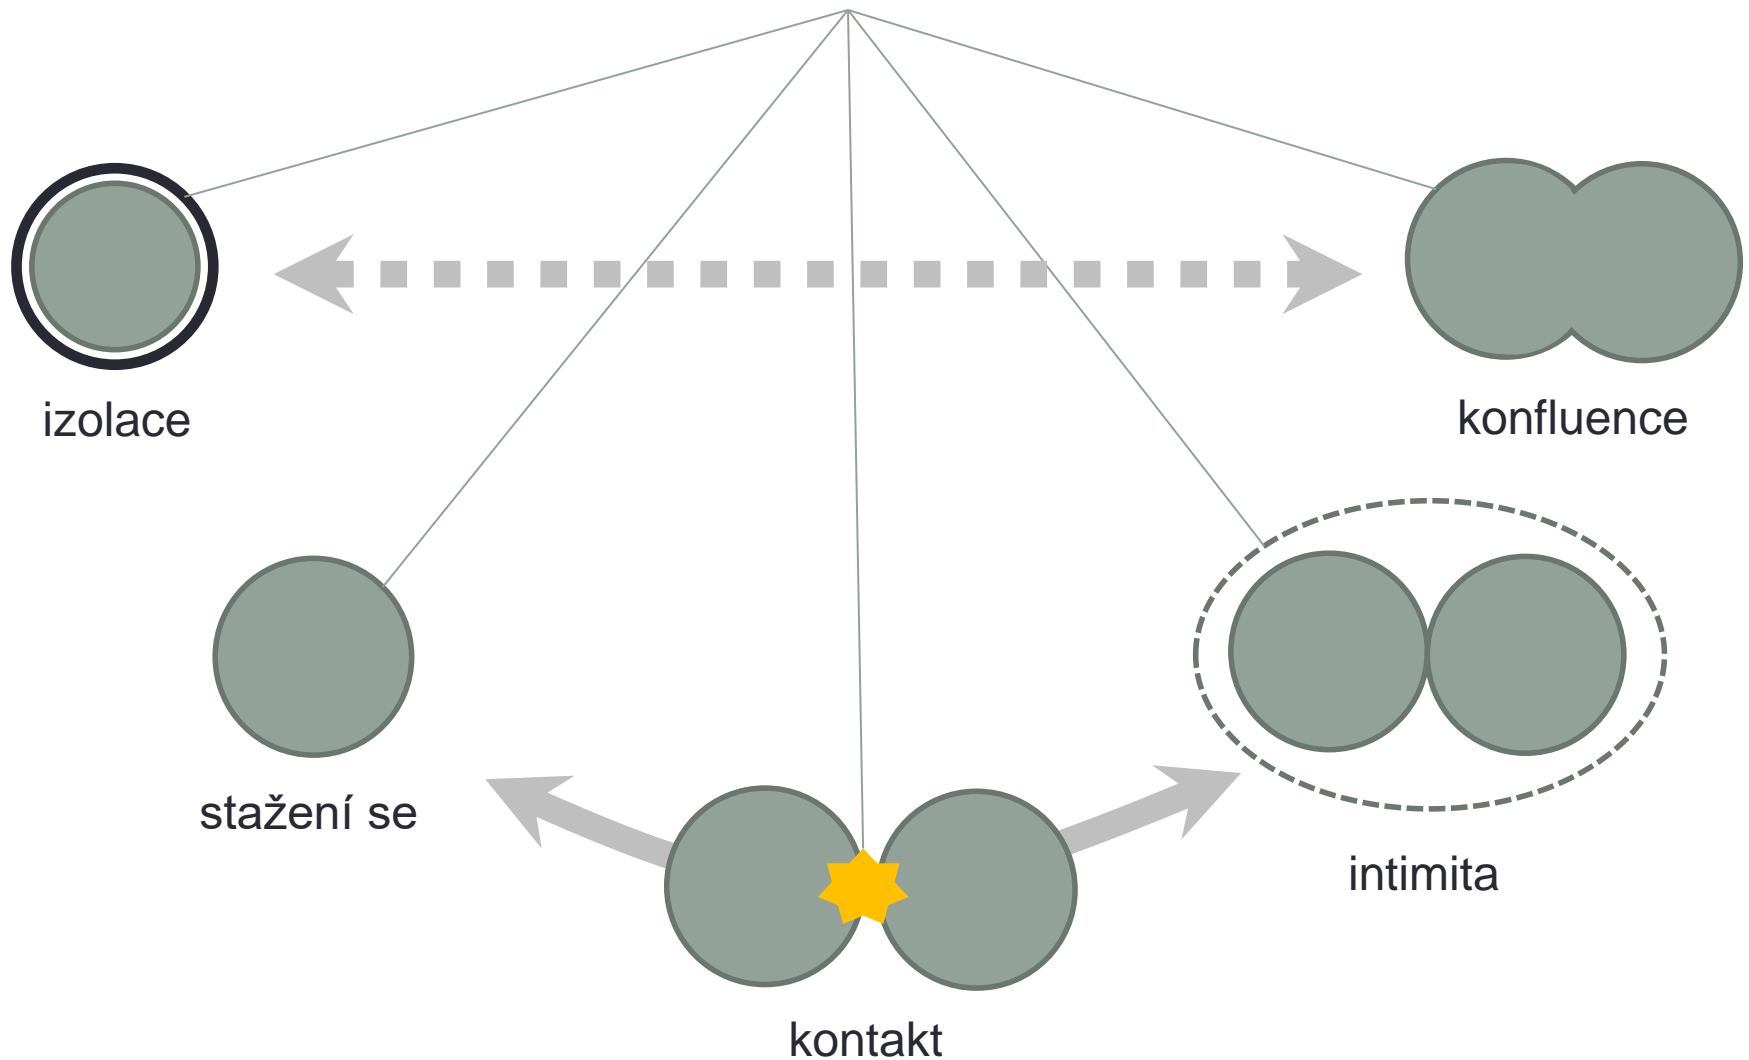 izolace
konfluence
stažení se
intimita
kontakt